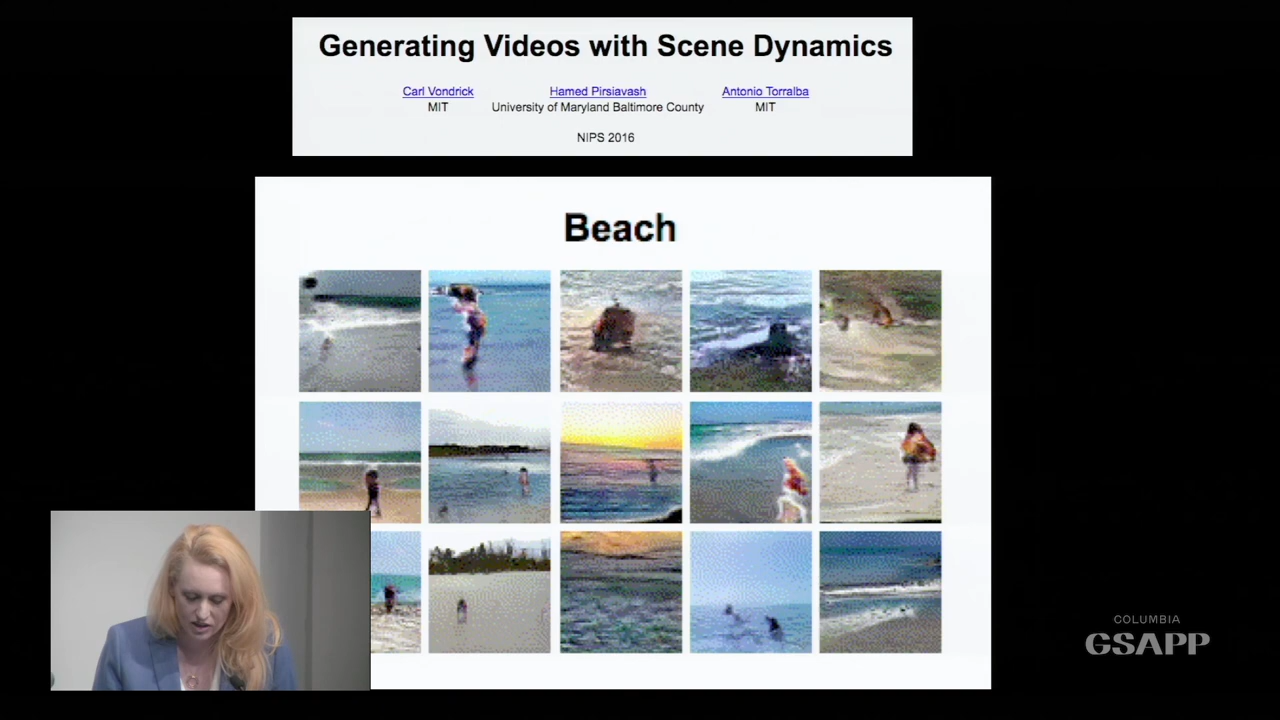 Generating Videos with Scene Dynamics
Carl Vondrick Hamed Pirsiavash Antonio Torralba
MIT University of Maryland Baltimore County MIT
NIPS 2016
Beach
COLUMBIA
GSAPP